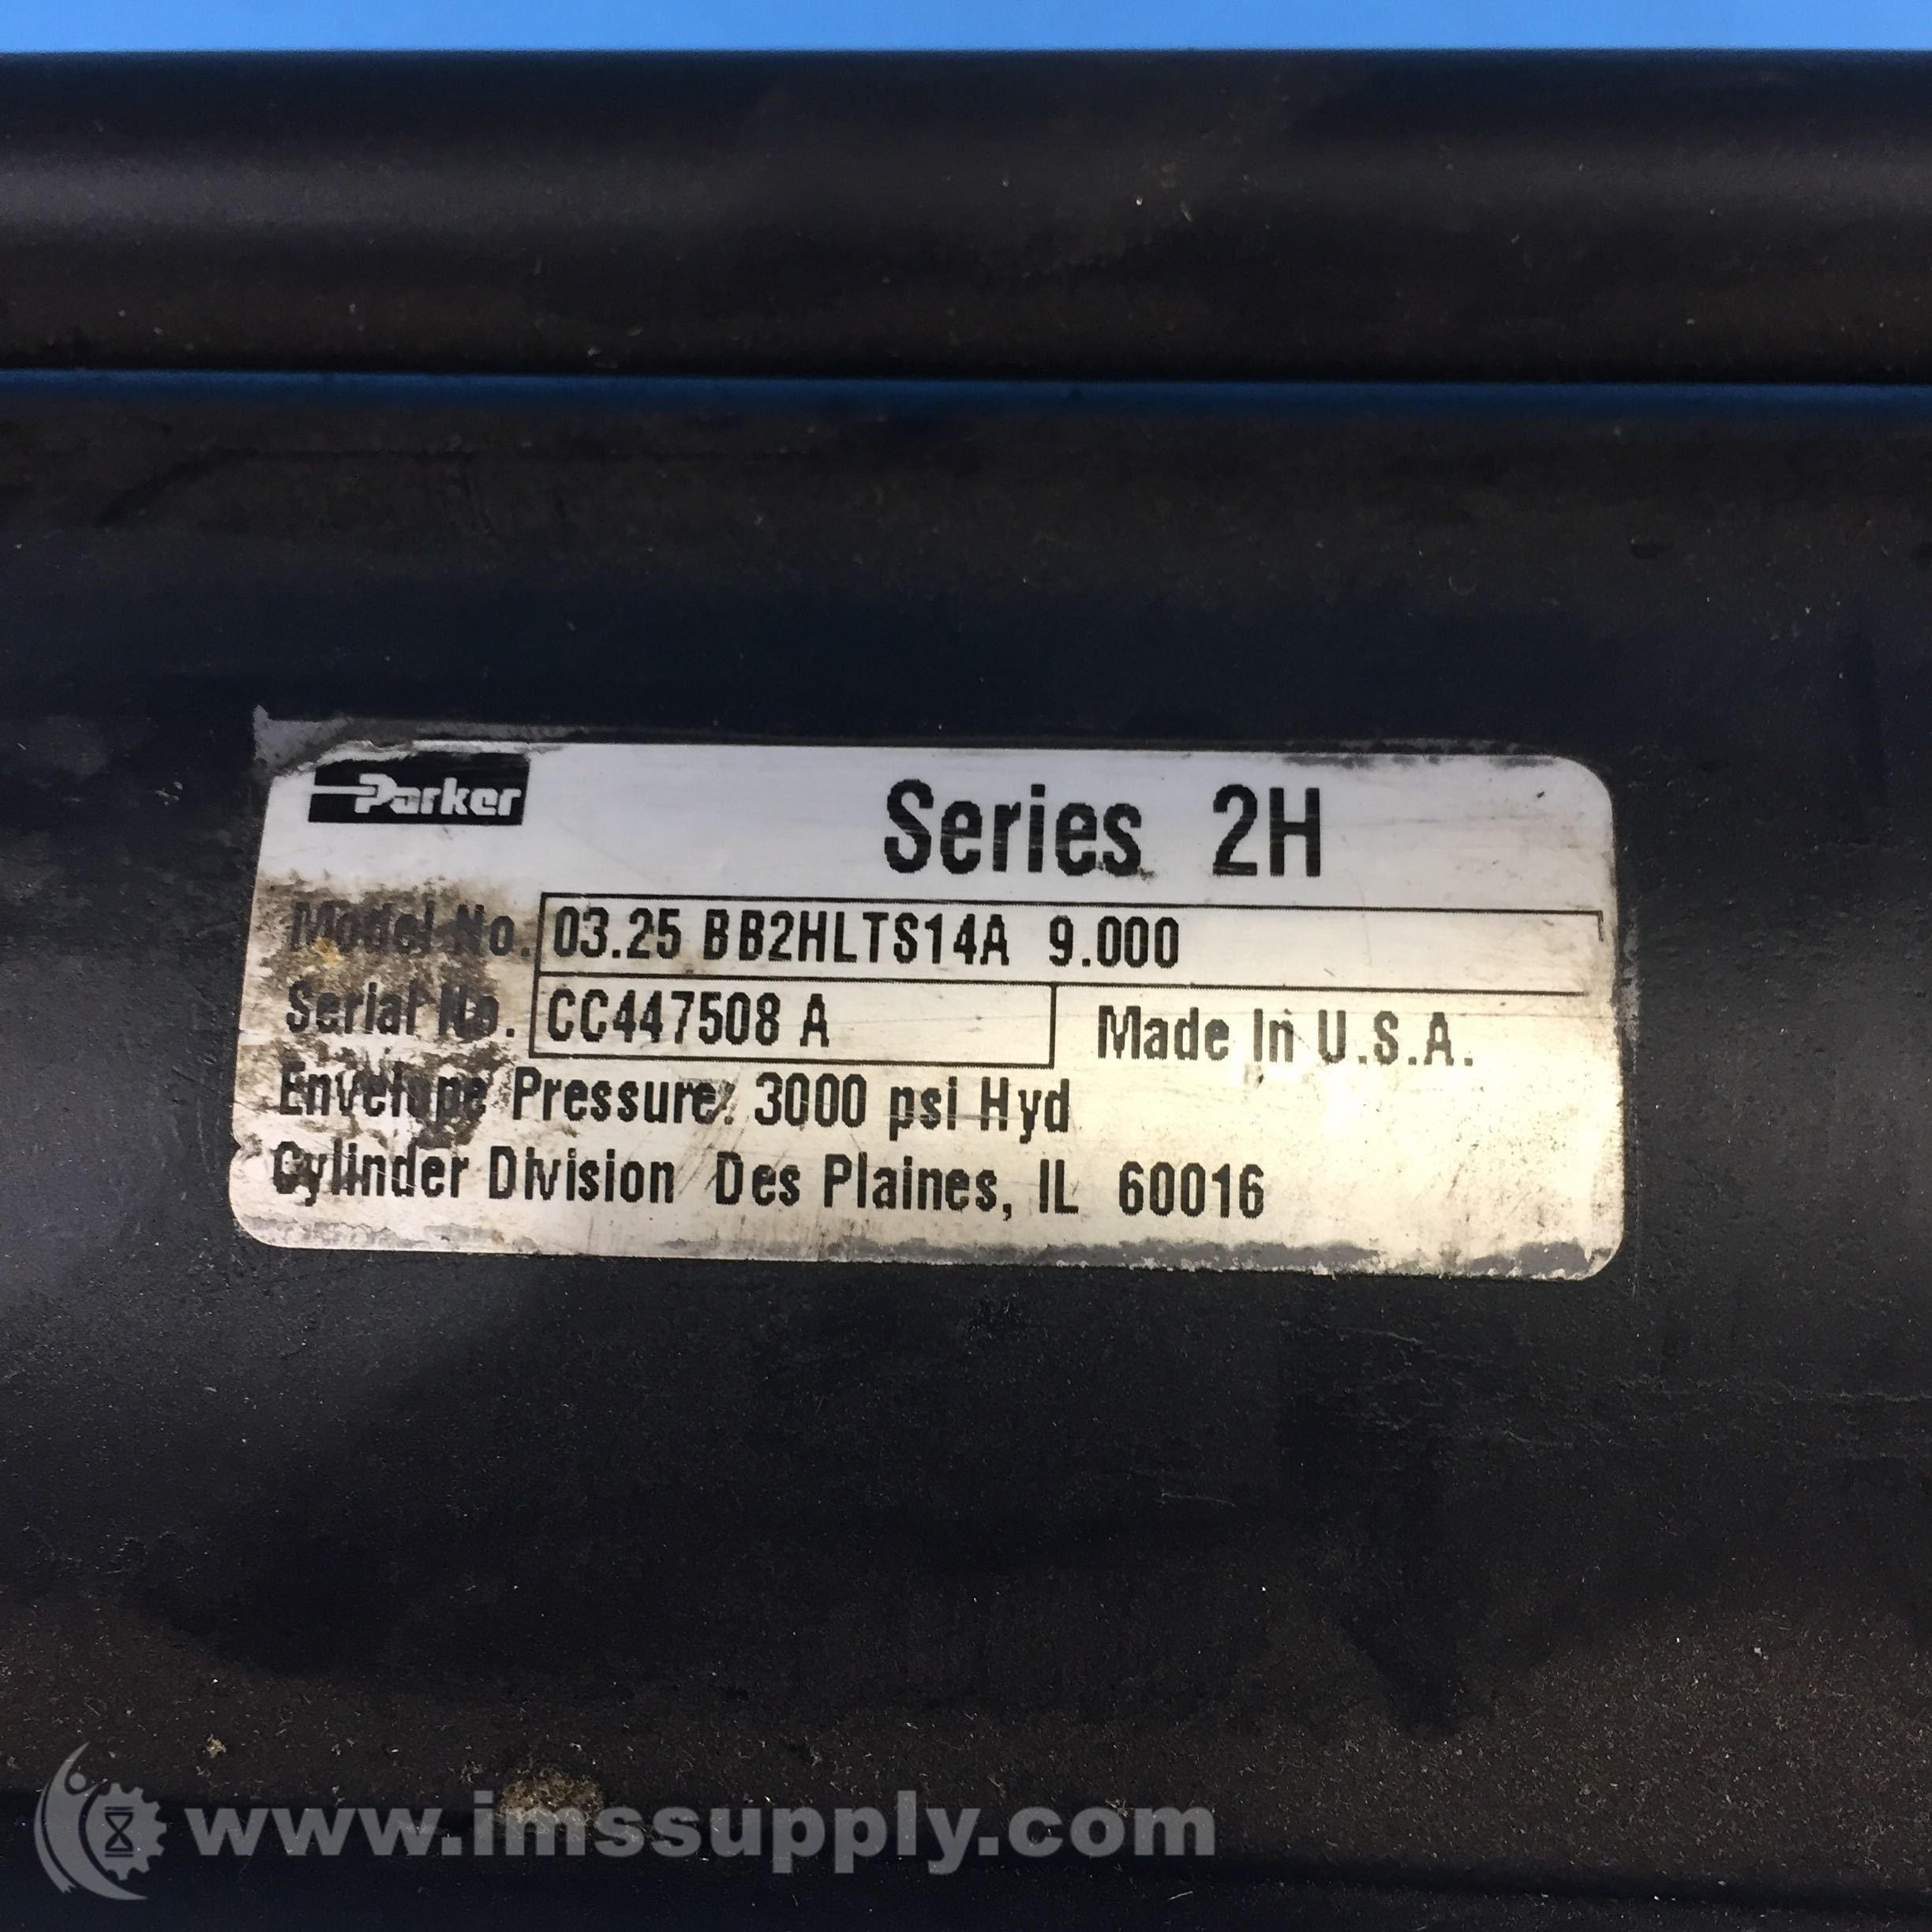 Parker
Series 2H
Model No. 03.25 BB2HLTS14A 9.000
Serial No. CC447508 A
Made In U.S.A.
Envelope Pressure: 3000 psi Hyd
Cylinder Division Des Plaines, IL 60016
www.imssupply.com